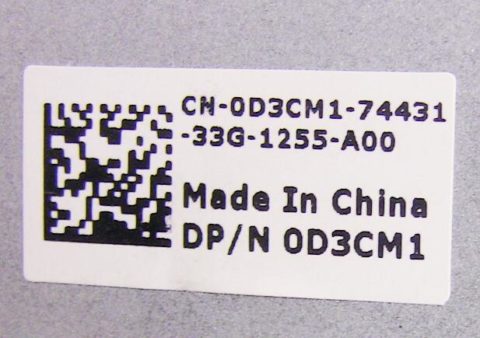 CN-0D3CM1-74431
-33G-1255-A00
Made In China
DP/N 0D3CM1